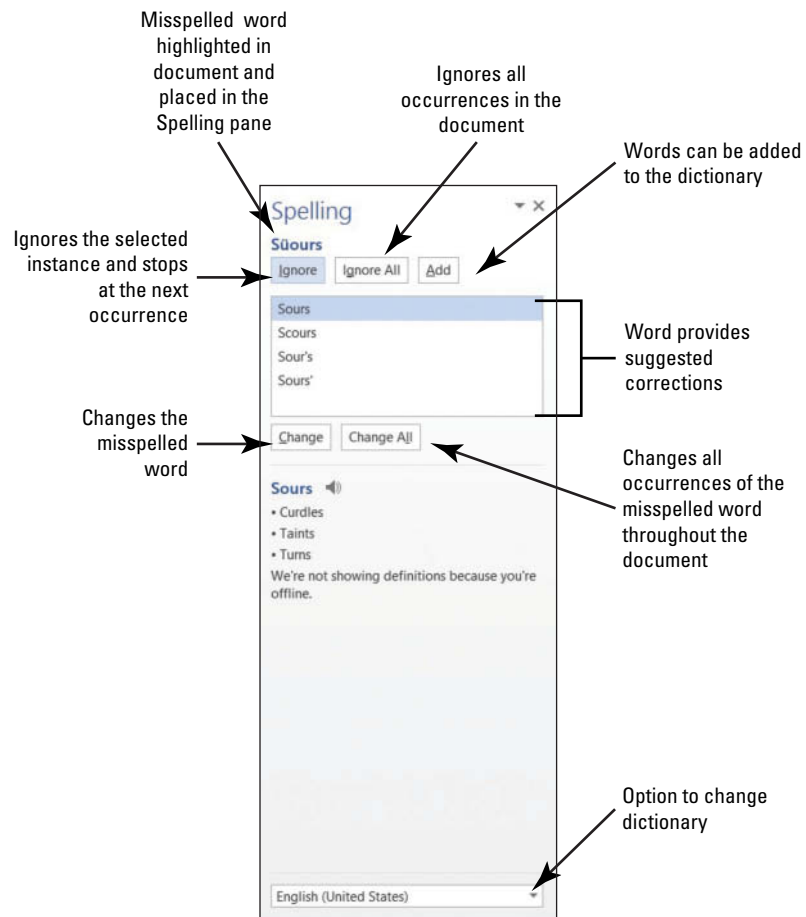 Misspelled word
highlighted in
document and
placed in the
Spelling pane
Ignores all
occurrences in the
document
Words can be added
to the dictionary
Ignores the selected
instance and stops
at the next
occurrence
Spelling
Süours
Ignore Ignore All Add
Sours
Scours
Sour's
Sours'
Word provides
suggested
corrections
Changes the
misspelled
word
Change Change All
Changes all
occurrences of the
misspelled word
throughout the
document
Sours
• Curdles
• Taints
• Turns
We're not showing definitions because you're
offline.
Option to change
dictionary
English (United States)